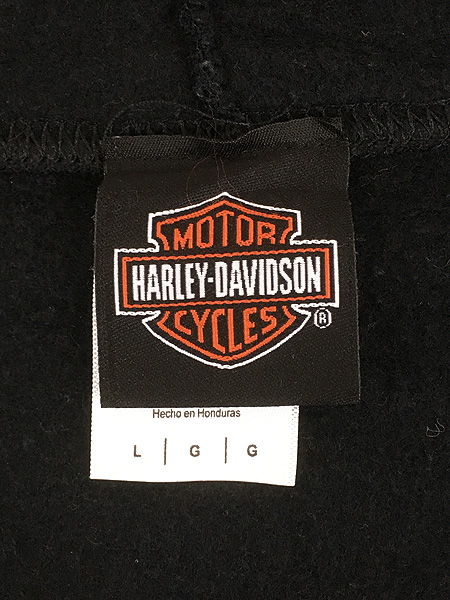 MOTOR
HARLEY-DAVIDSON
CYCLES
®
Hecho en Honduras
L | G | G